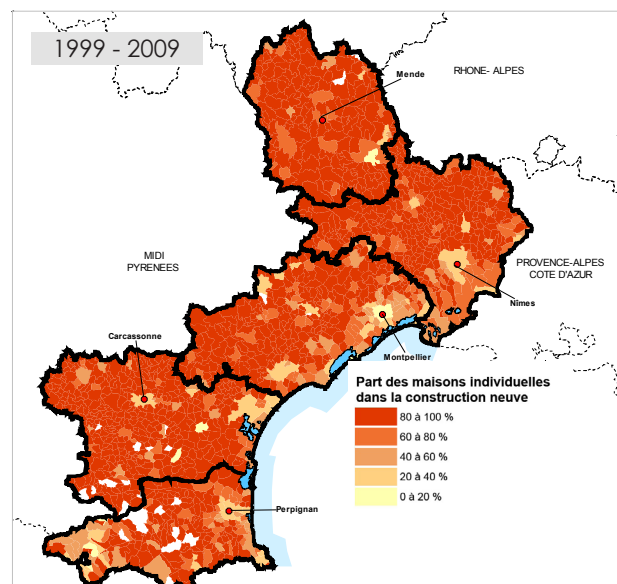 1999 - 2009
Mende
RHONE- ALPES
MIDI
PYRENEES
PROVENCE-ALPES
COTE D'AZUR
Nîmes
Carcassonne
Montpellier
Part des maisons individuelles
dans la construction neuve
80 à 100 %
60 à 80 %
40 à 60 %
20 à 40 %
0 à 20 %
Perpignan